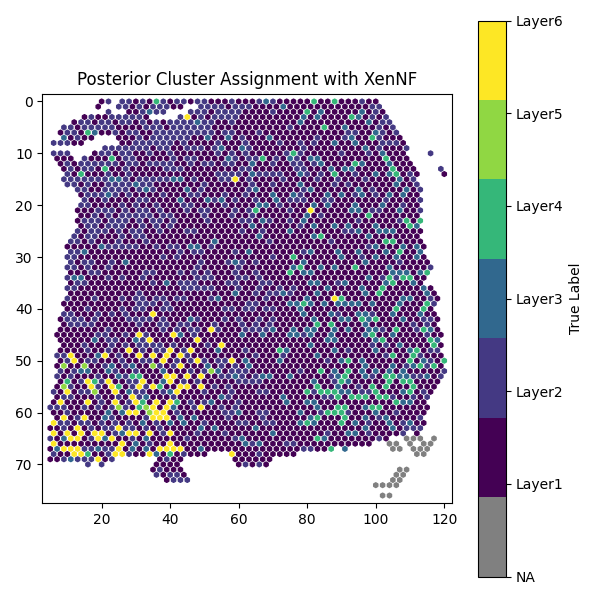 Posterior Cluster Assignment with XenNF
0
10
20
30
40
50
60
70
20
40
60
80
100
120
Layer6
Layer5
Layer4
Layer3
Layer2
Layer1
NA
True Label